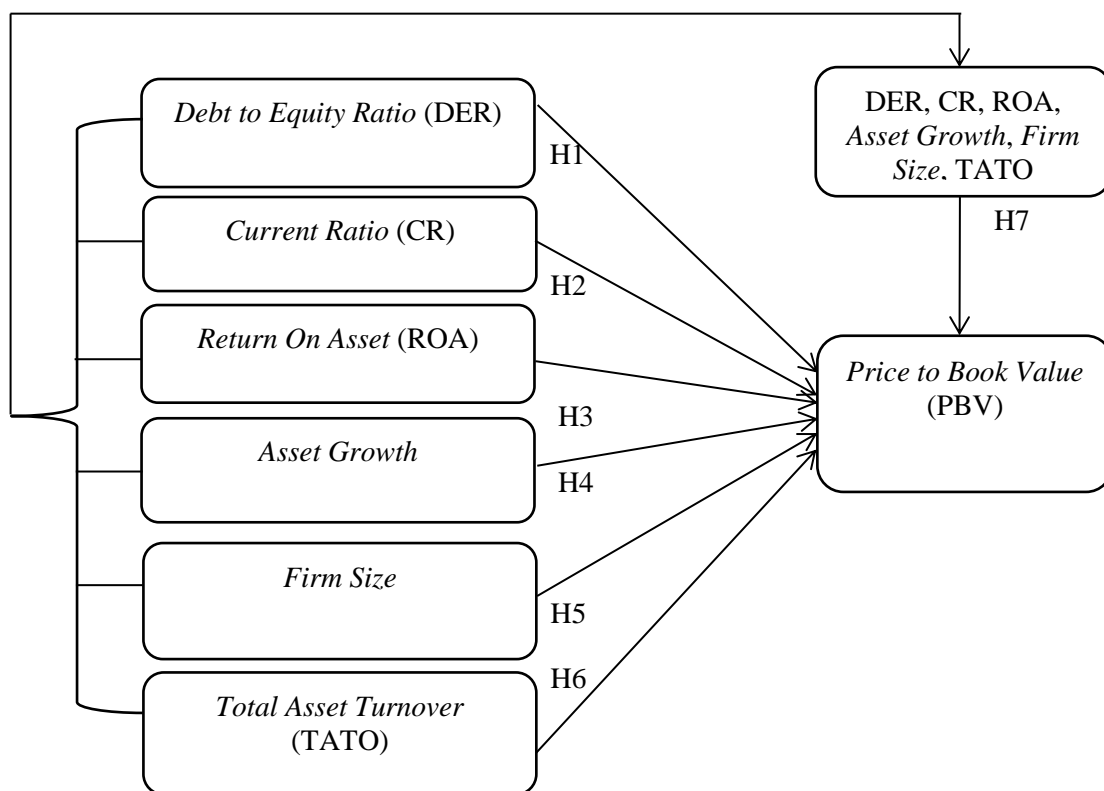 Debt to Equity Ratio (DER)
H1
Current Ratio (CR)
H2
Return On Asset (ROA)
H3
Asset Growth
H4
Firm Size
H5
Total Asset Turnover
(TATO)
H6
DER, CR, ROA,
Asset Growth, Firm
Size, TATO
H7
Price to Book Value
(PBV)